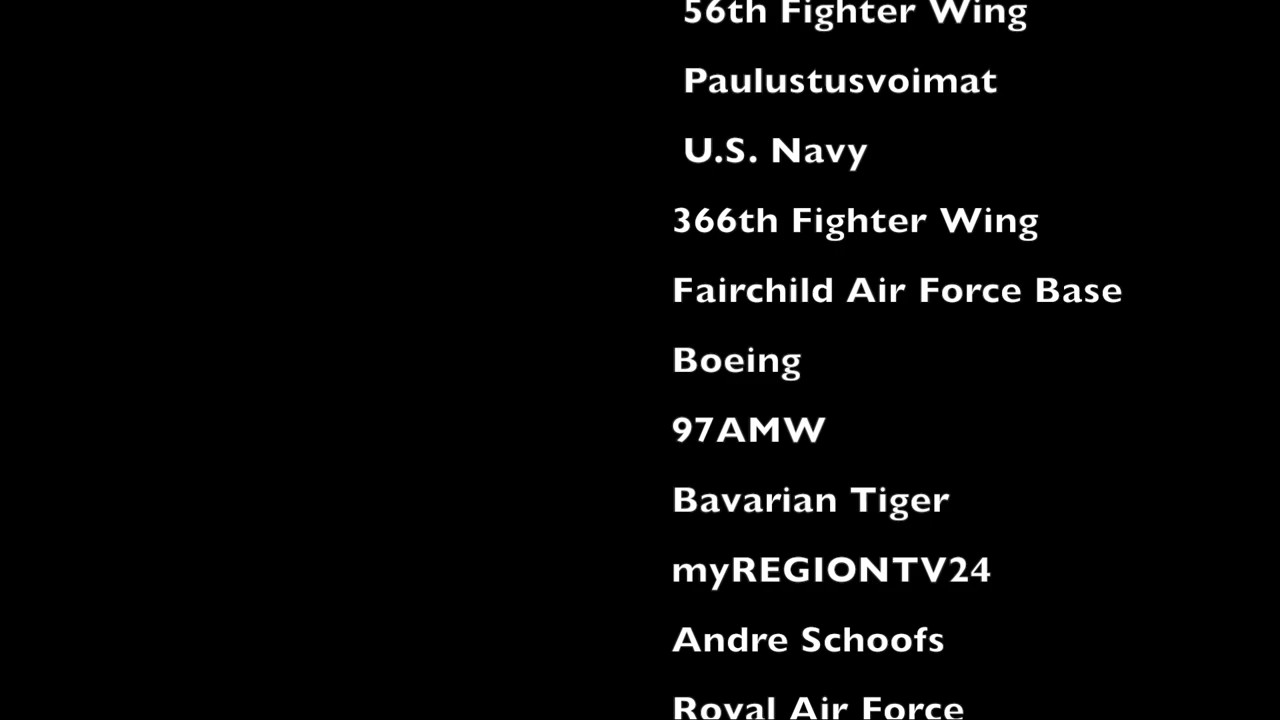 56th Fighter Wing
Paulustusvoimat
U.S. Navy
366th Fighter Wing
Fairchild Air Force Base
Boeing
97AMW
Bavarian Tiger
myREGIONTV24
Andre Schoofs
Royal Air Force